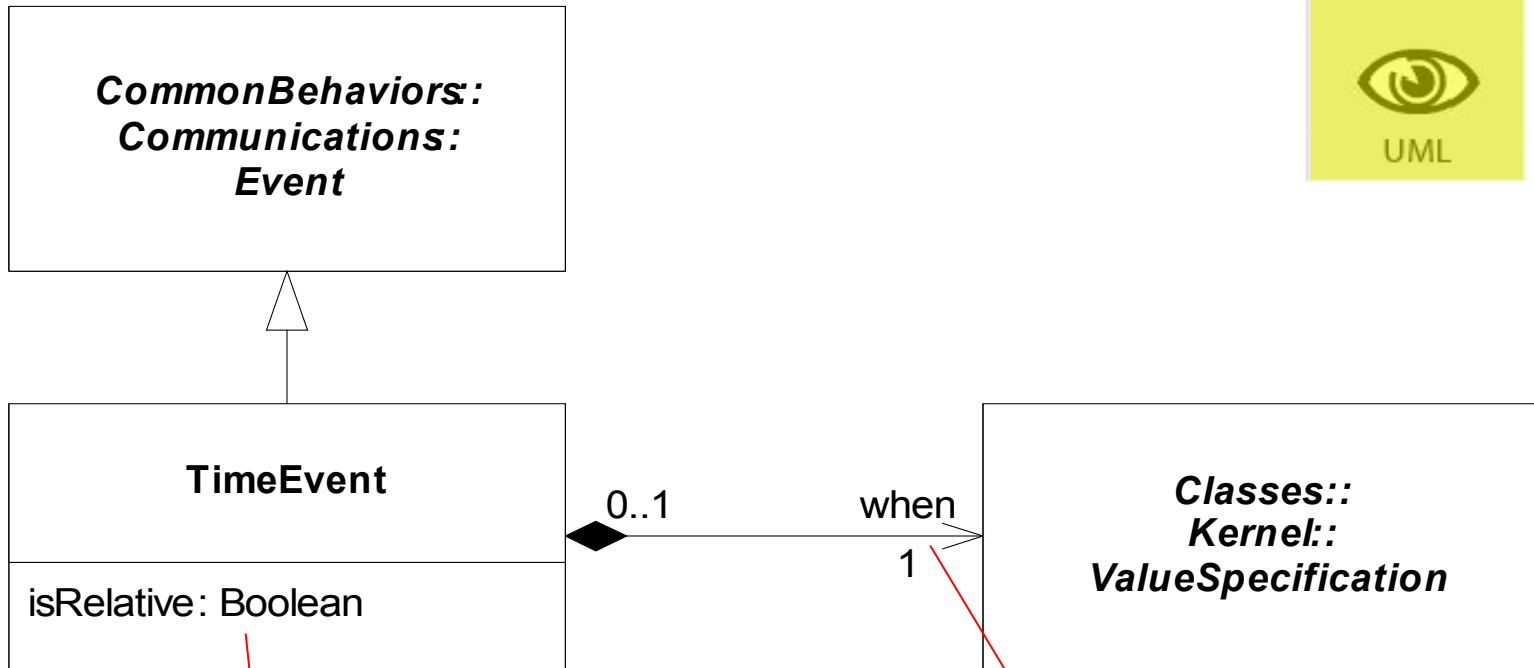 CommonBehaviors::
Communications::
Event
UML
TimeEvent
isRelative: Boolean
0..1
when
1
Classes::
Kernel::
ValueSpecification